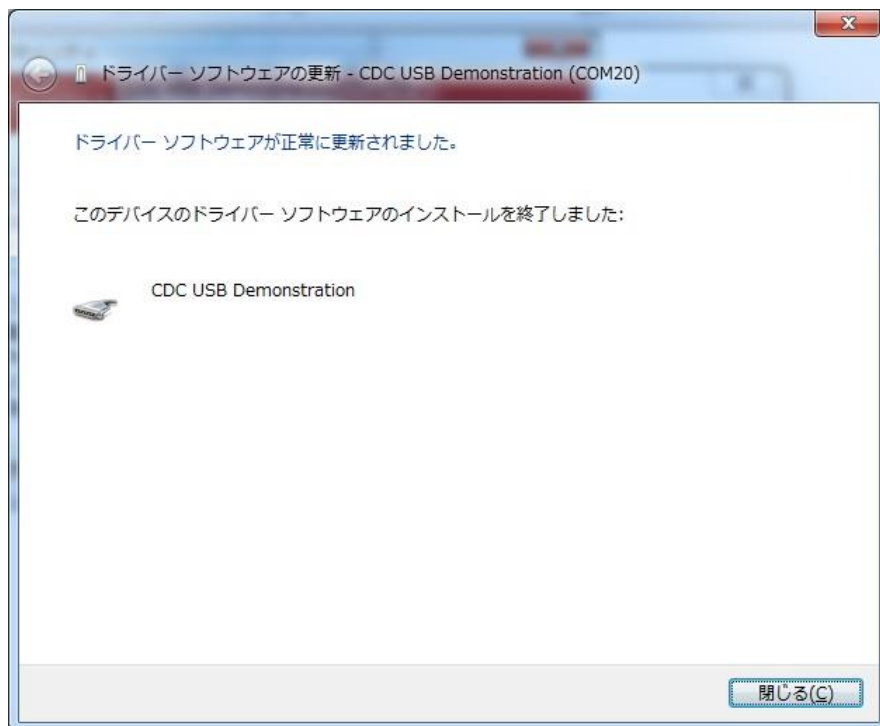 ドライバー ソフトウェアの更新 - CDC USB Demonstration (COM20)
ドライバー ソフトウェアが正常に更新されました。
このデバイスのドライバー ソフトウェアのインストールを終了しました:
CDC USB Demonstration
閉じる(C)